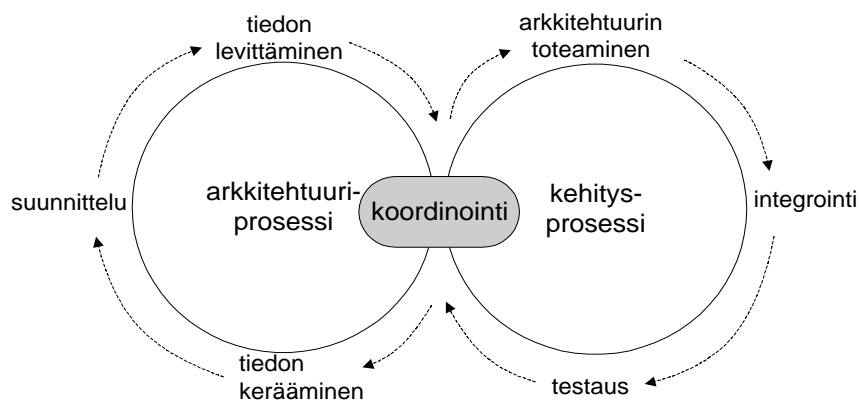 tiedon
levittäminen
arkkitehtuurin
toteaminen
suunnittelu
arkkitehtuuri-
prosessi
koordinointi
kehitys-
prosessi
integrointi
tiedon
kerääminen
testaus